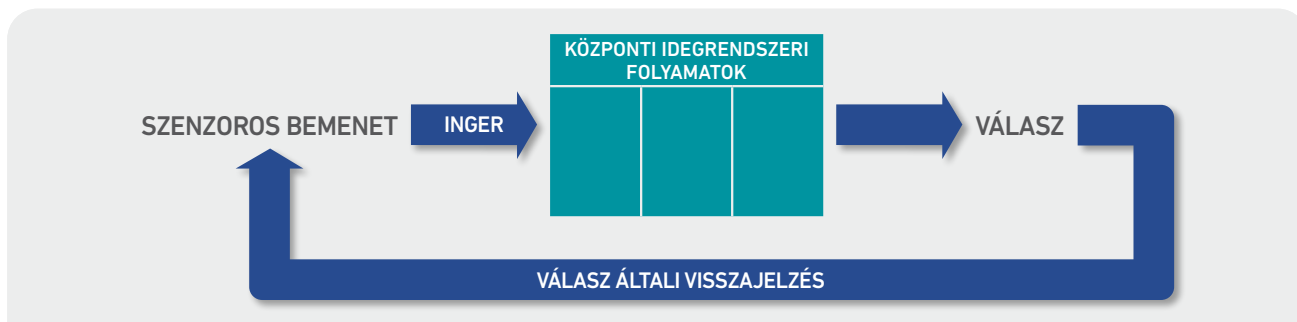 KÖZPONTI IDEGRENDSZERI
FOLYAMATOK
SZENZOROS BEMENET
INGER
VÁLASZ
VÁLASZ ÁLTALI VISSZAJELZÉS